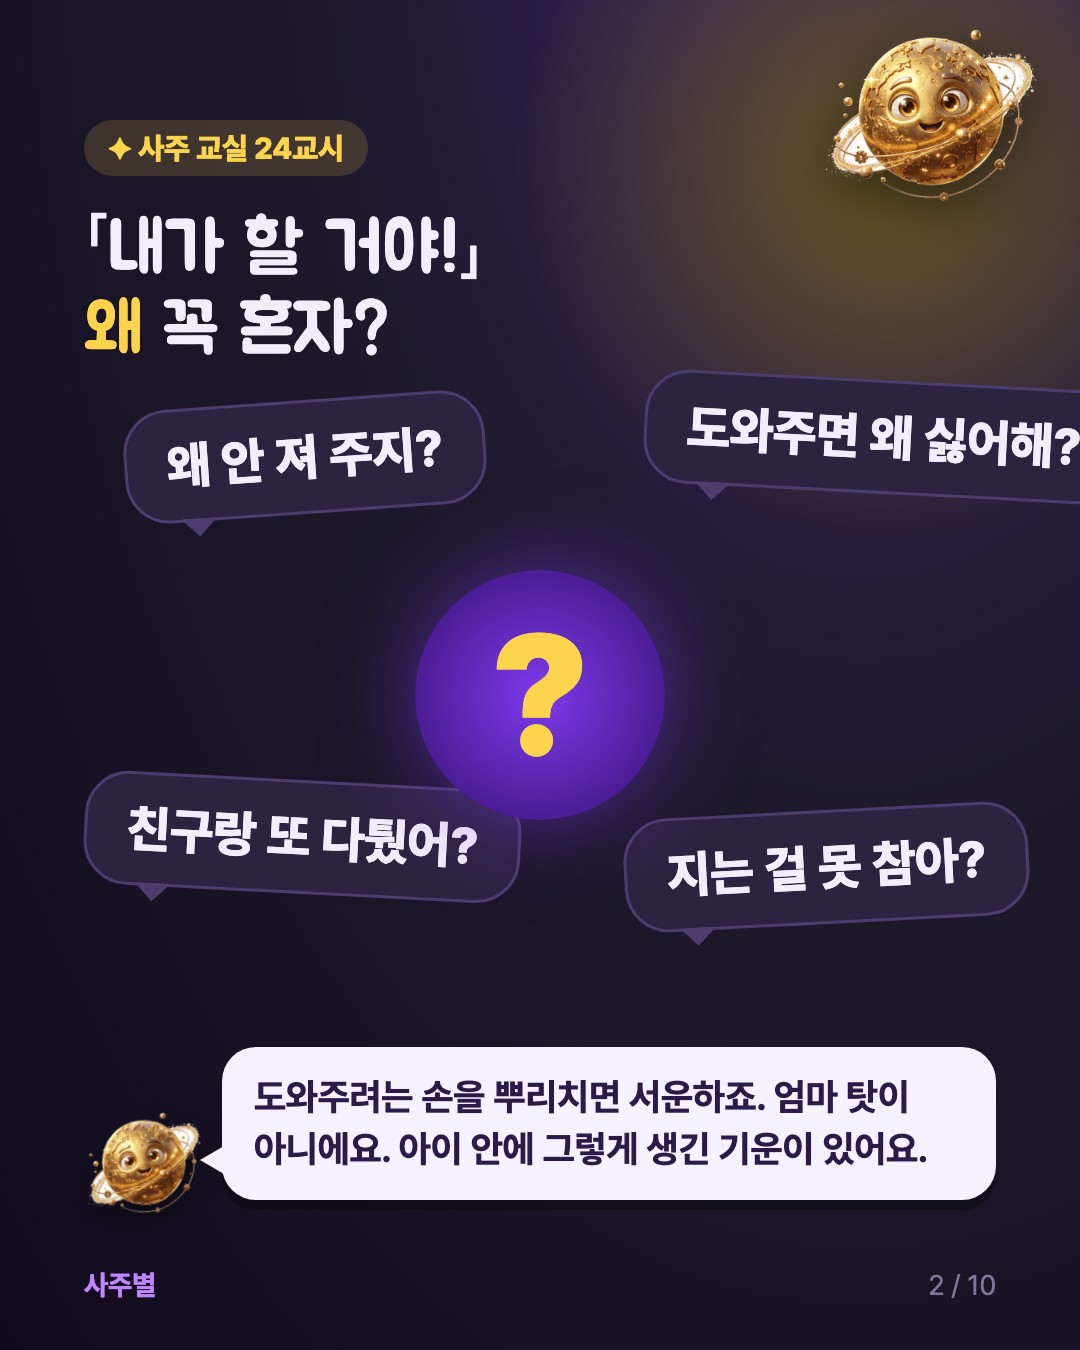 ✦ 사주 교실 24교시
「내가 할 거야!」
왜 꼭 혼자?
왜 안 져 주지?
도와주면 왜 싫어해?
?
친구랑 또 다퉜어?
지는 걸 못 참아?
도와주려는 손을 뿌리치면 서운하죠. 엄마 탓이
아니에요. 아이 안에 그렇게 생긴 기운이 있어요.
사주별
2 / 10